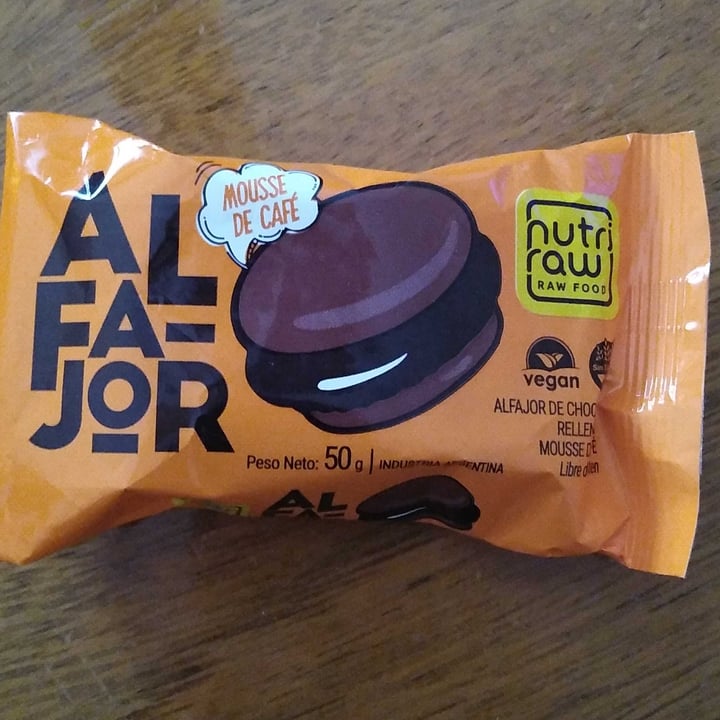 AL
FA-
JOR
MOUSSE
DE CAFÉ
nutri
raw
RAW FOOD
vegan
Sin
ALFAJOR DE CHOC
RELLEN
MOUSSE D
Libre d
Peso Neto: 50 g | INDUSTRIA ARGENTINA
AL